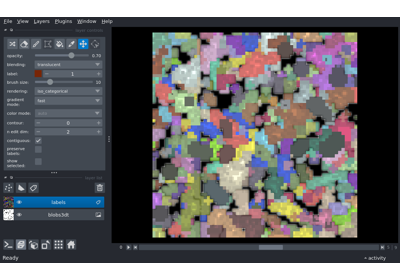 File View Layers Plugins Window Help
opacity: 0.70
blending: translucent
label: 1
brush size: 10
rendering: iso_categorical
gradient mode: fast
color mode:
contour: 0
n edit dim: 2
contiguous:
preserve labels:
show selected:
labels
blobs3dt
Ready
activity